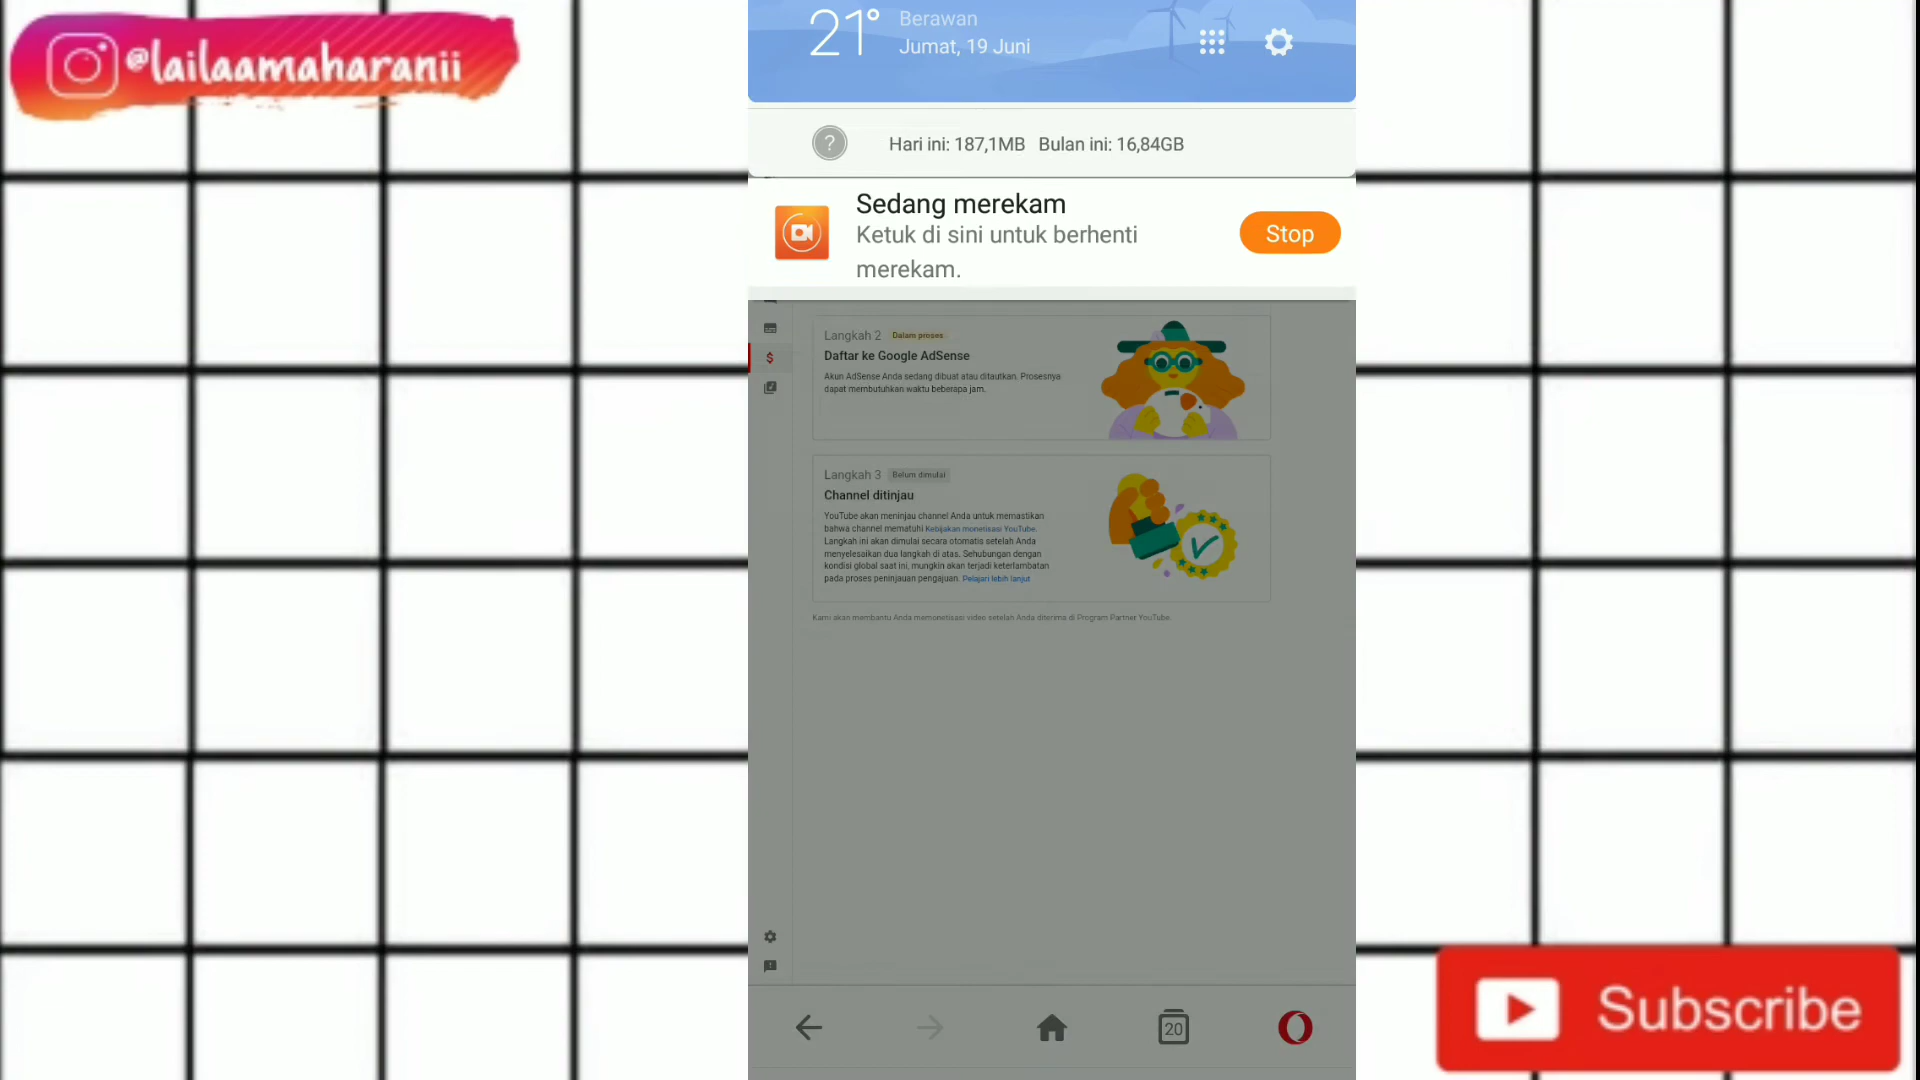 @lailaamaharanii
21°
Berawan
Jumat, 19 Juni
?
Hari ini: 187,1MB Bulan ini: 16,84GB
Sedang merekam
Ketuk di sini untuk berhenti
merekam.
Stop
Langkah 2 Dalam proses
Daftar ke Google AdSense
Akun AdSense Anda sedang dibuat atau ditautkan. Prosesnya
dapat membutuhkan waktu beberapa jam.
$
Langkah 3 Belum dimulai
Channel ditinjau
YouTube akan meninjau channel Anda untuk memastikan
bahwa channel mematuhi Kebijakan monetisasi YouTube.
Langkah ini akan dimulai secara otomatis setelah Anda
menyelesaikan dua langkah di atas. Sehubungan dengan
kondisi global saat ini, mungkin akan terjadi keterlambatan
pada proses peninjauan pengajuan. Pelajari lebih lanjut
Kami akan membantu Anda memonetisasi video setelah Anda diterima di Program Partner YouTube.
20
Subscribe